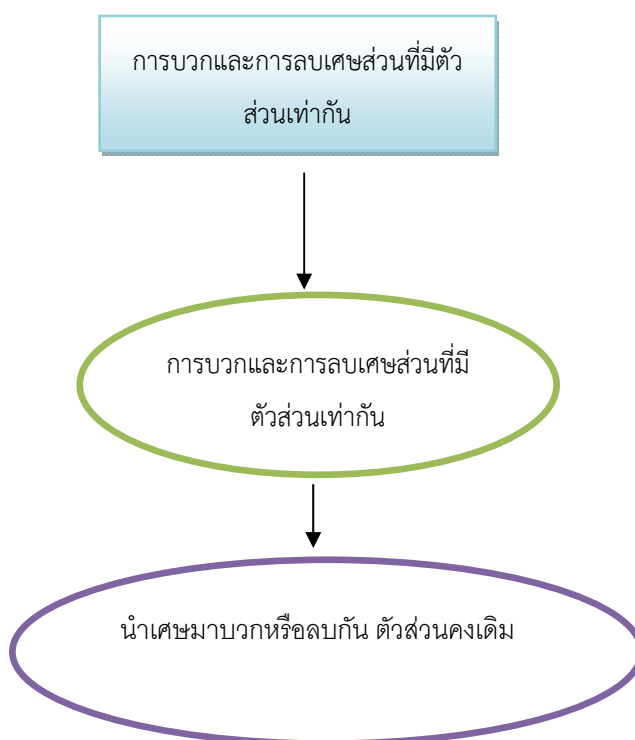 การบวกและการลบเศษส่วนที่มีตัว
ส่วนเท่ากัน
การบวกและการลบเศษส่วนที่มี
ตัวส่วนเท่ากัน
นำเศษมาบวกหรือลบกัน ตัวส่วนคงเดิม